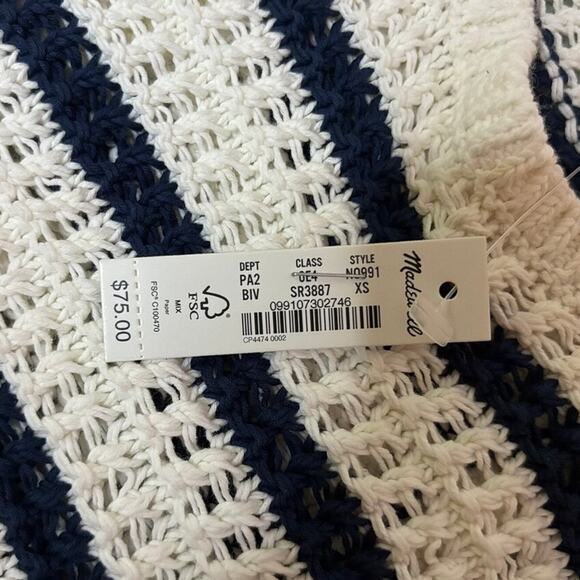 Madewell
DEPT CLASS STYLE
PA2 0E4 NO991
BIV SR3887 XS
099107302746
CP4474 0002
FSC
MIX
Paper
FSC® C100470
$75.00